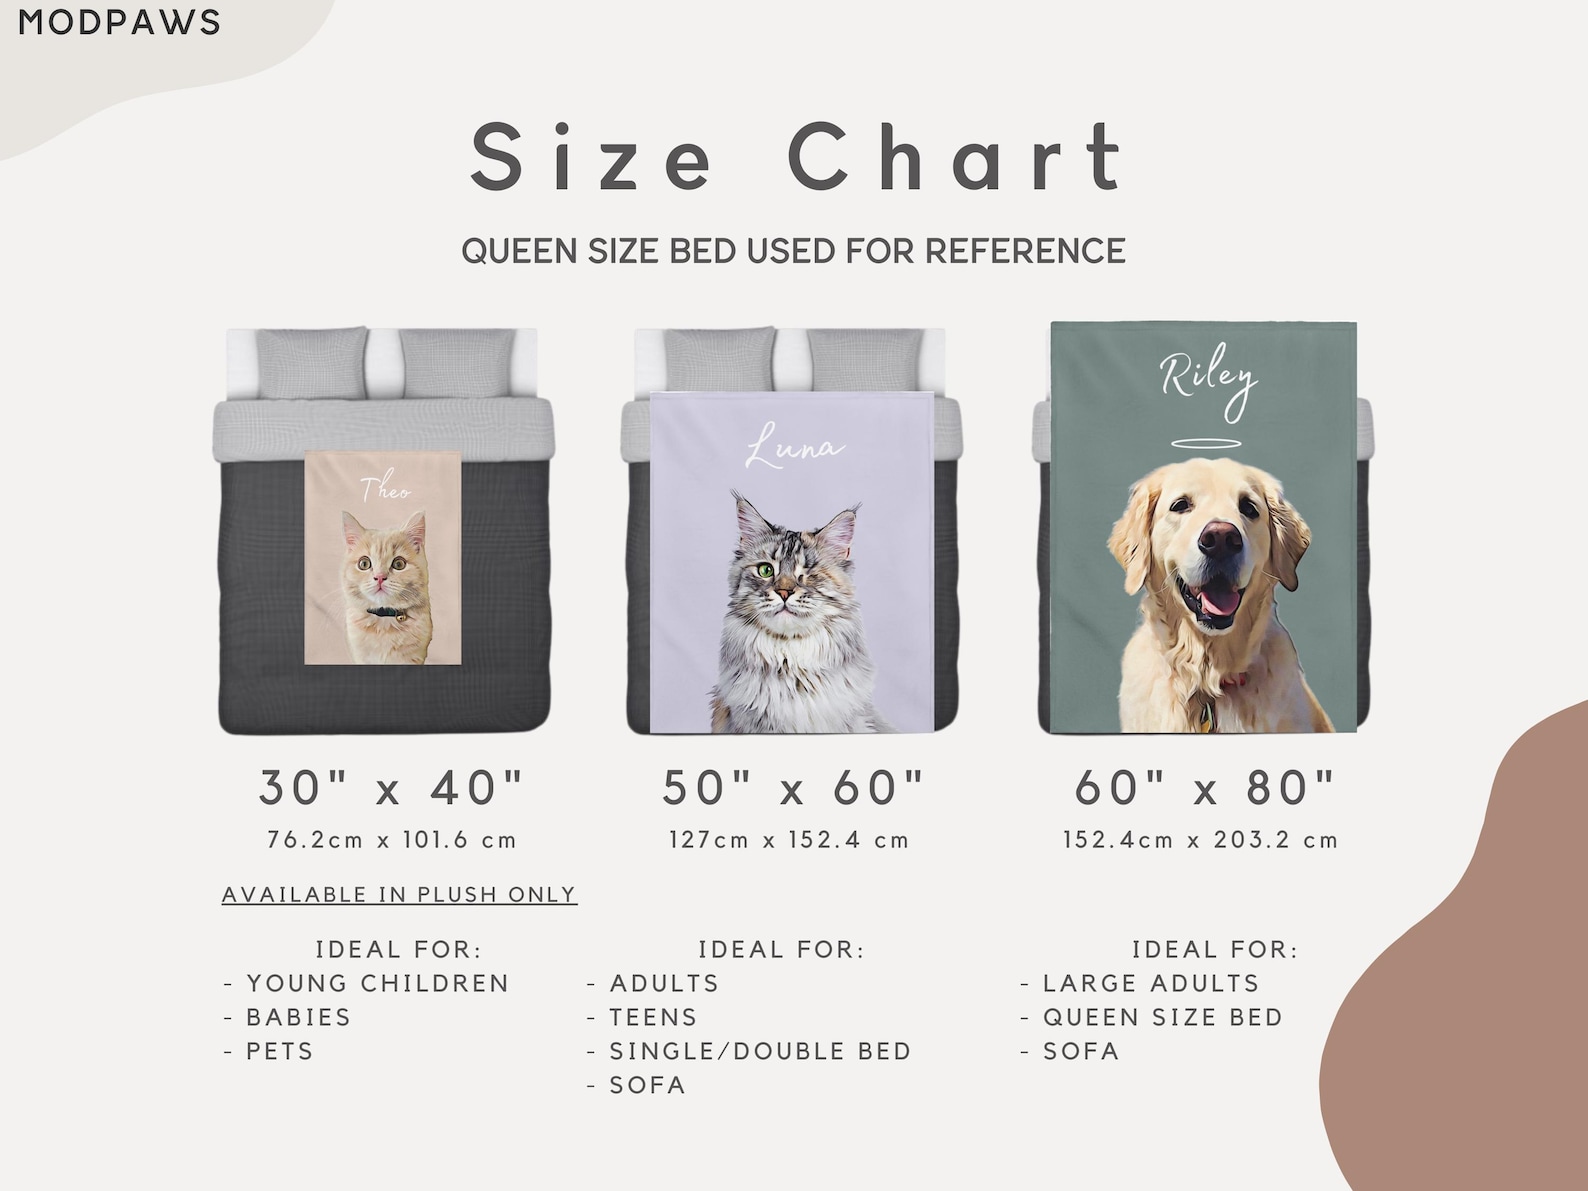 MODPAWS
Size Chart
QUEEN SIZE BED USED FOR REFERENCE
Theo
Luna
Riley
30" x 40"
76.2cm x 101.6 cm
AVAILABLE IN PLUSH ONLY
IDEAL FOR:
- YOUNG CHILDREN
- BABIES
- PETS
50" x 60"
127cm x 152.4 cm
IDEAL FOR:
- ADULTS
- TEENS
- SINGLE/DOUBLE BED
- SOFA
60" x 80"
152.4cm x 203.2 cm
IDEAL FOR:
- LARGE ADULTS
- QUEEN SIZE BED
- SOFA